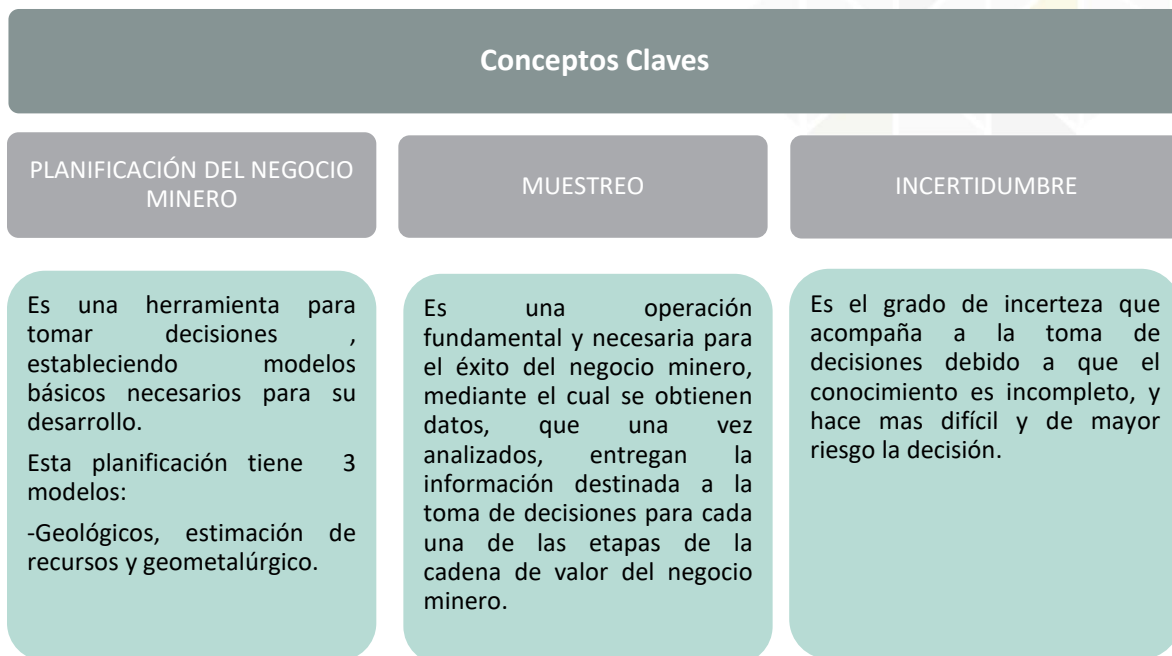 Conceptos Claves
PLANIFICACIÓN DEL NEGOCIO
MINERO
MUESTREO
INCERTIDUMBRE
Es una herramienta para
tomar decisiones ,
estableciendo modelos
básicos necesarios para su
desarrollo.
Esta planificación tiene 3
modelos:
-Geológicos, estimación de
recursos y geometalúrgico.
Es una operación
fundamental y necesaria para
el éxito del negocio minero,
mediante el cual se obtienen
datos, que una vez
analizados, entregan la
información destinada a la
toma de decisiones para cada
una de las etapas de la
cadena de valor del negocio
minero.
Es el grado de incerteza que
acompaña a la toma de
decisiones debido a que el
conocimiento es incompleto, y
hace mas difícil y de mayor
riesgo la decisión.